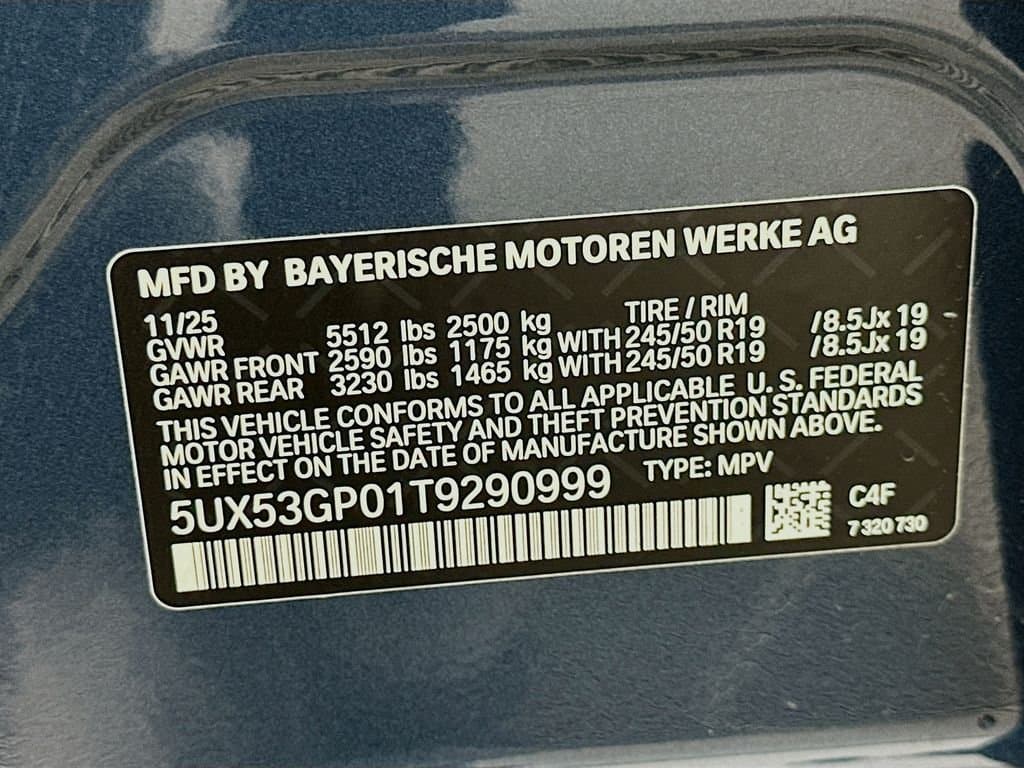 MFD BY BAYERISCHE MOTOREN WERKE AG
11/25 TIRE / RIM
GVWR 5512 lbs 2500 kg
GAWR FRONT 2590 lbs 1175 kg WITH 245/50 R19 /8.5Jx 19
GAWR REAR 3230 lbs 1465 kg WITH 245/50 R19 /8.5Jx 19
THIS VEHICLE CONFORMS TO ALL APPLICABLE U. S. FEDERAL
MOTOR VEHICLE SAFETY AND THEFT PREVENTION STANDARDS
IN EFFECT ON THE DATE OF MANUFACTURE SHOWN ABOVE.
5UX53GP01T9290999 TYPE: MPV
C4F
7 320 730